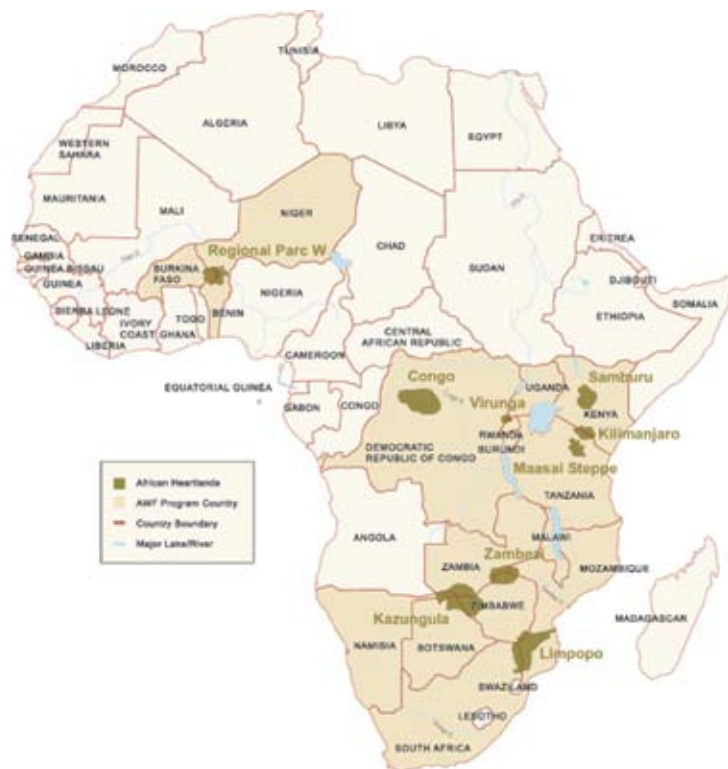 TUNISIA
MOROCCO
ALGERIA
LIBYA
EGYPT
WESTERN
SAHARA
MAURITANIA
MALI
NIGER
CHAD
SUDAN
ERITREA
SENEGAL
GAMBIA
GUINEA-BISSAU
GUINEA
SIERRA LEONE
LIBERIA
IVORY
COAST
GHANA
TOGO
BENIN
BURKINA
FASO
Regional Parc W
NIGERIA
DJIBOUTI
SOMALIA
ETHIOPIA
CENTRAL
AFRICAN REPUBLIC
CAMEROON
EQUATORIAL GUINEA
GABON
CONGO
Congo
UGANDA
Samburu
KENYA
Virunga
RWANDA
BURUNDI
Kilimanjaro
Maasai Steppe
DEMOCRATIC
REPUBLIC OF CONGO
TANZANIA
African Heartlands
AWF Program Country
Country Boundary
Major Lake/River
ANGOLA
MALAWI
ZAMBIA
Zambezi
MOZAMBIQUE
ZIMBABWE
Kazungula
MADAGASCAR
NAMIBIA
BOTSWANA
Limpopo
SWAZILAND
LESOTHO
SOUTH AFRICA